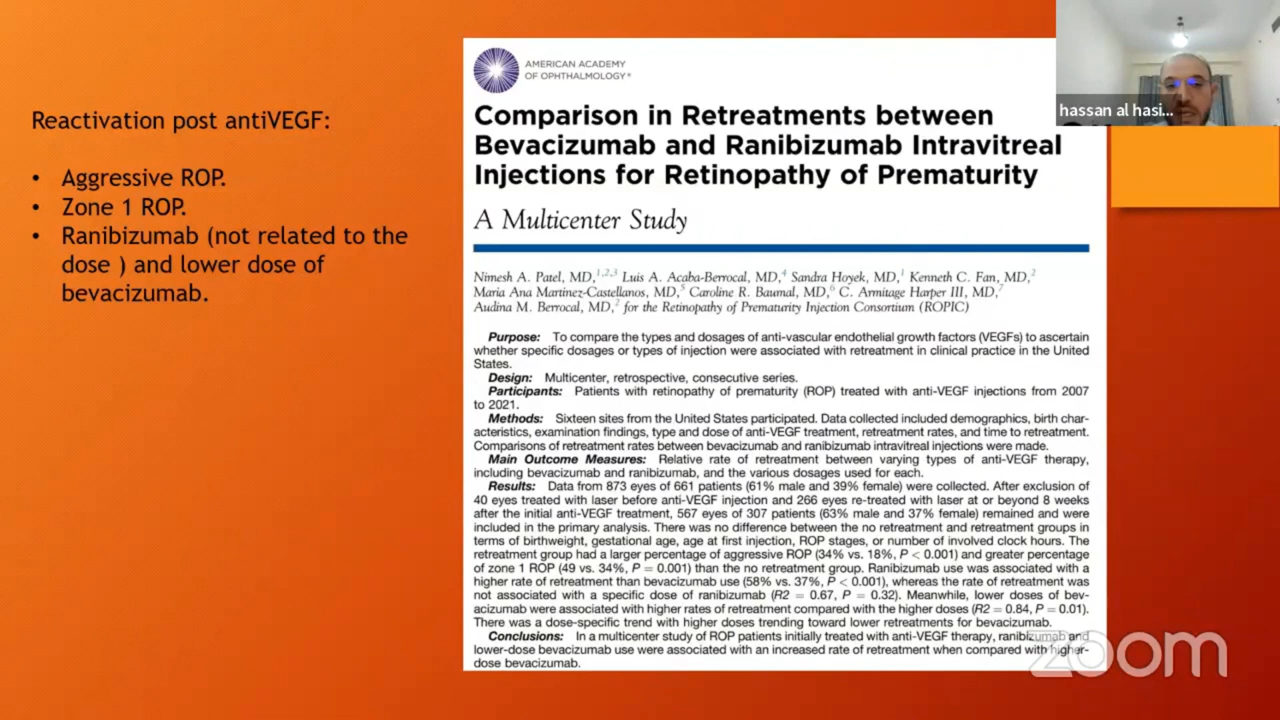 Reactivation post antiVEGF:
• Aggressive ROP.
• Zone 1 ROP.
• Ranibizumab (not related to the
dose ) and lower dose of
bevacizumab.
AMERICAN ACADEMY
OF OPHTHALMOLOGY®
Comparison in Retreatments between
Bevacizumab and Ranibizumab Intravitreal
Injections for Retinopathy of Prematurity
A Multicenter Study
Nimesh A. Patel, MD,1,2,3 Luis A. Acaba-Berrocal, MD,4 Sandra Hoyek, MD,1 Kenneth C. Fan, MD,2
Maria Ana Martinez-Castellanos, MD,5 Caroline R. Baumal, MD,6 C. Armitage Harper III, MD,7
Audina M. Berrocal, MD,2 for the Retinopathy of Prematurity Injection Consortium (ROPIC)
Purpose: To compare the types and dosages of anti-vascular endothelial growth factors (VEGFs) to ascertain
whether specific dosages or types of injection were associated with retreatment in clinical practice in the United
States.
Design: Multicenter, retrospective, consecutive series.
Participants: Patients with retinopathy of prematurity (ROP) treated with anti-VEGF injections from 2007
to 2021.
Methods: Sixteen sites from the United States participated. Data collected included demographics, birth char-
acteristics, examination findings, type and dose of anti-VEGF treatment, retreatment rates, and time to retreatment.
Comparisons of retreatment rates between bevacizumab and ranibizumab intravitreal injections were made.
Main Outcome Measures: Relative rate of retreatment between varying types of anti-VEGF therapy,
including bevacizumab and ranibizumab, and the various dosages used for each.
Results: Data from 873 eyes of 661 patients (61% male and 39% female) were collected. After exclusion of
40 eyes treated with laser before anti-VEGF injection and 266 eyes re-treated with laser at or beyond 8 weeks
after the initial anti-VEGF treatment, 567 eyes of 307 patients (63% male and 37% female) remained and were
included in the primary analysis. There was no difference between the no retreatment and retreatment groups in
terms of birthweight, gestational age, age at first injection, ROP stages, or number of involved clock hours. The
retreatment group had a larger percentage of aggressive ROP (34% vs. 18%, P < 0.001) and greater percentage
of zone 1 ROP (49 vs. 34%, P = 0.001) than the no retreatment group. Ranibizumab use was associated with a
higher rate of retreatment than bevacizumab use (58% vs. 37%, P < 0.001), whereas the rate of retreatment was
not associated with a specific dose of ranibizumab (R2 = 0.67, P = 0.32). Meanwhile, lower doses of bev-
acizumab were associated with higher rates of retreatment compared with the higher doses (R2 = 0.84, P = 0.01).
There was a dose-specific trend with higher doses trending toward lower retreatments for bevacizumab.
Conclusions: In a multicenter study of ROP patients initially treated with anti-VEGF therapy, ranibizumab and
lower-dose bevacizumab use were associated with an increased rate of retreatment when compared with higher-
dose bevacizumab.
hassan al hasi...
zoom